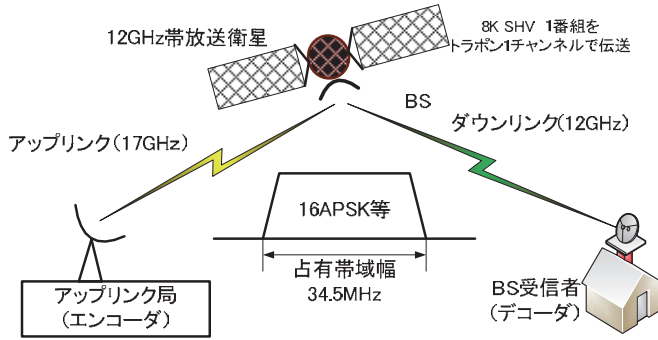 12GHz帯放送衛星
8K SHV 1番組を
トラポン1チャンネルで伝送
BS
ダウンリンク(12GHz)
アップリンク(17GHz)
16APSK等
占有帯域幅
34.5MHz
アップリンク局
(エンコーダ)
BS受信者
(デコーダ)